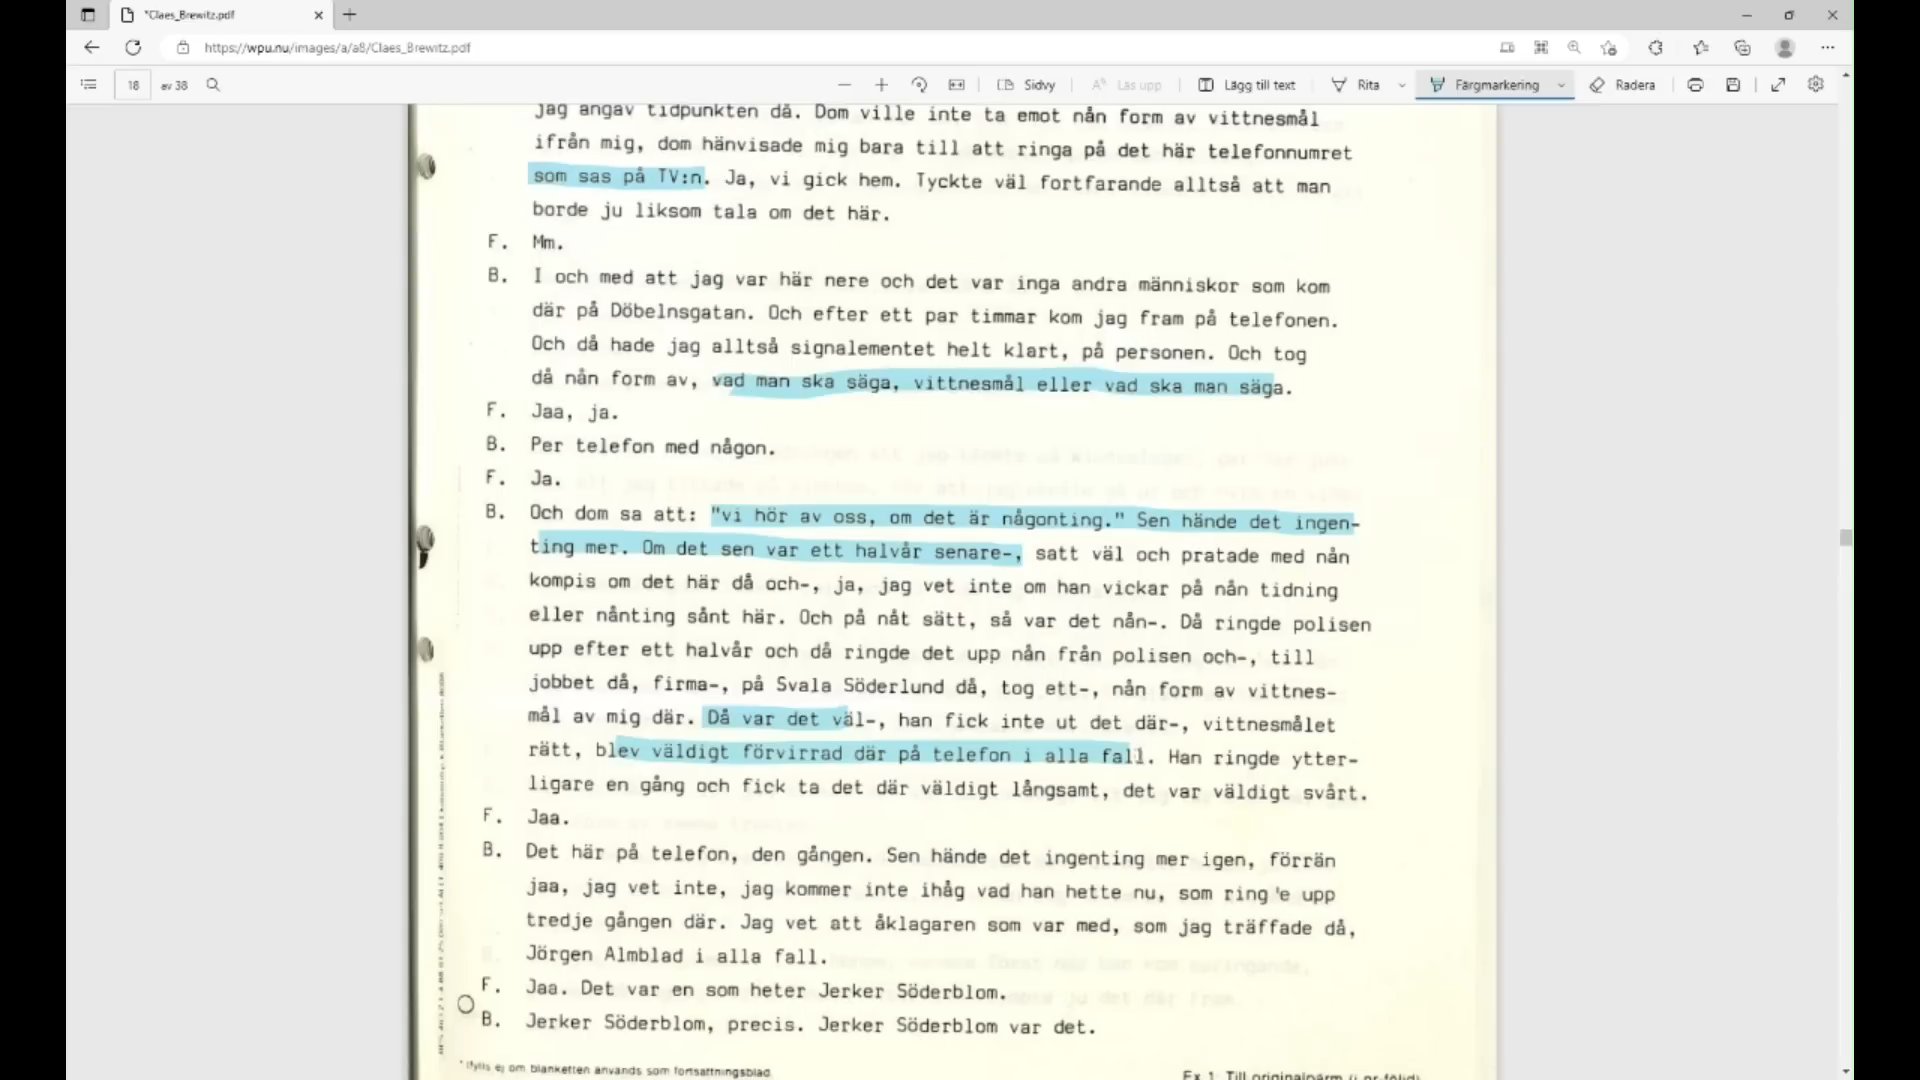 *Claes_Brewitz.pdf
https://wpu.nu/images/a/a8/Claes_Brewitz.pdf
18 av 38 Sidvy Läs upp Lägg till text Rita Färgmarkering Radera
jag angav tidpunkten då. Dom ville inte ta emot nån form av vittnesmål
ifrån mig, dom hänvisade mig bara till att ringa på det här telefonnumret
som sas på TV:n. Ja, vi gick hem. Tyckte väl fortfarande alltså att man
borde ju liksom tala om det här.
F. Mm.
B. I och med att jag var här nere och det var inga andra människor som kom
där på Döbelnsgatan. Och efter ett par timmar kom jag fram på telefonen.
Och då hade jag alltså signalementet helt klart, på personen. Och tog
då nån form av, vad man ska säga, vittnesmål eller vad ska man säga.
F. Jaa, ja.
B. Per telefon med någon.
F. Ja.
B. Och dom sa att: "vi hör av oss, om det är någonting." Sen hände det ingen-
ting mer. Om det sen var ett halvår senare-, satt väl och pratade med nån
kompis om det här då och-, ja, jag vet inte om han vickar på nån tidning
eller nånting sånt här. Och på nåt sätt, så var det nån-. Då ringde polisen
upp efter ett halvår och då ringde det upp nån från polisen och-, till
jobbet då, firma-, på Svala Söderlund då, tog ett-, nån form av vittnes-
mål av mig där. Då var det väl-, han fick inte ut det där-, vittnesmålet
rätt, blev väldigt förvirrad där på telefon i alla fall. Han ringde ytter-
ligare en gång och fick ta det där väldigt långsamt, det var väldigt svårt.
F. Jaa.
B. Det här på telefon, den gången. Sen hände det ingenting mer igen, förrän
jaa, jag vet inte, jag kommer inte ihåg vad han hette nu, som ring'e upp
tredje gången där. Jag vet att åklagaren som var med, som jag träffade då,
Jörgen Almblad i alla fall.
F. Jaa. Det var en som heter Jerker Söderblom.
B. Jerker Söderblom, precis. Jerker Söderblom var det.
* Ifylls ej om blanketten används som fortsättningsblad
Ex 1 Till originalpärm (i nr-följd)